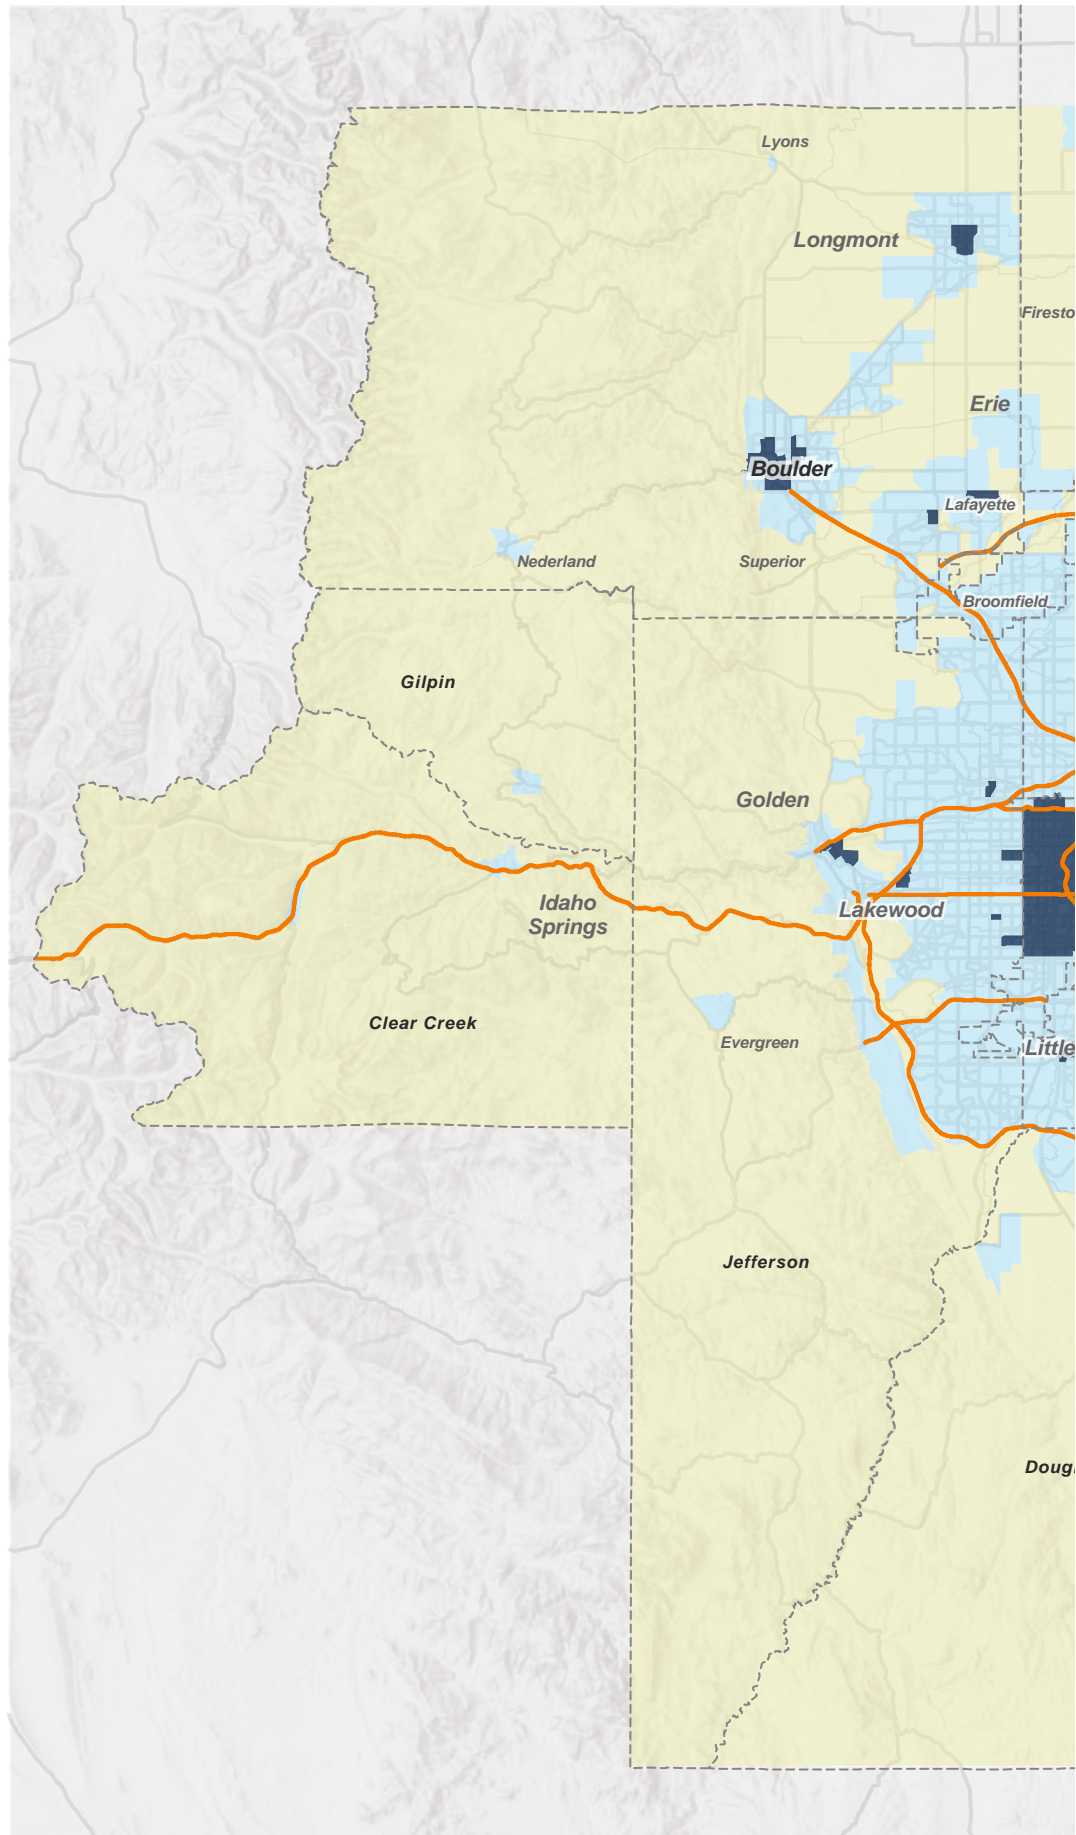 Lyons
Longmont
Firesto
Erie
Boulder
Lafayette
Nederland
Superior
Broomfield
Gilpin
Golden
Idaho
Springs
Lakewood
Clear Creek
Evergreen
Little
Jefferson
Dougl